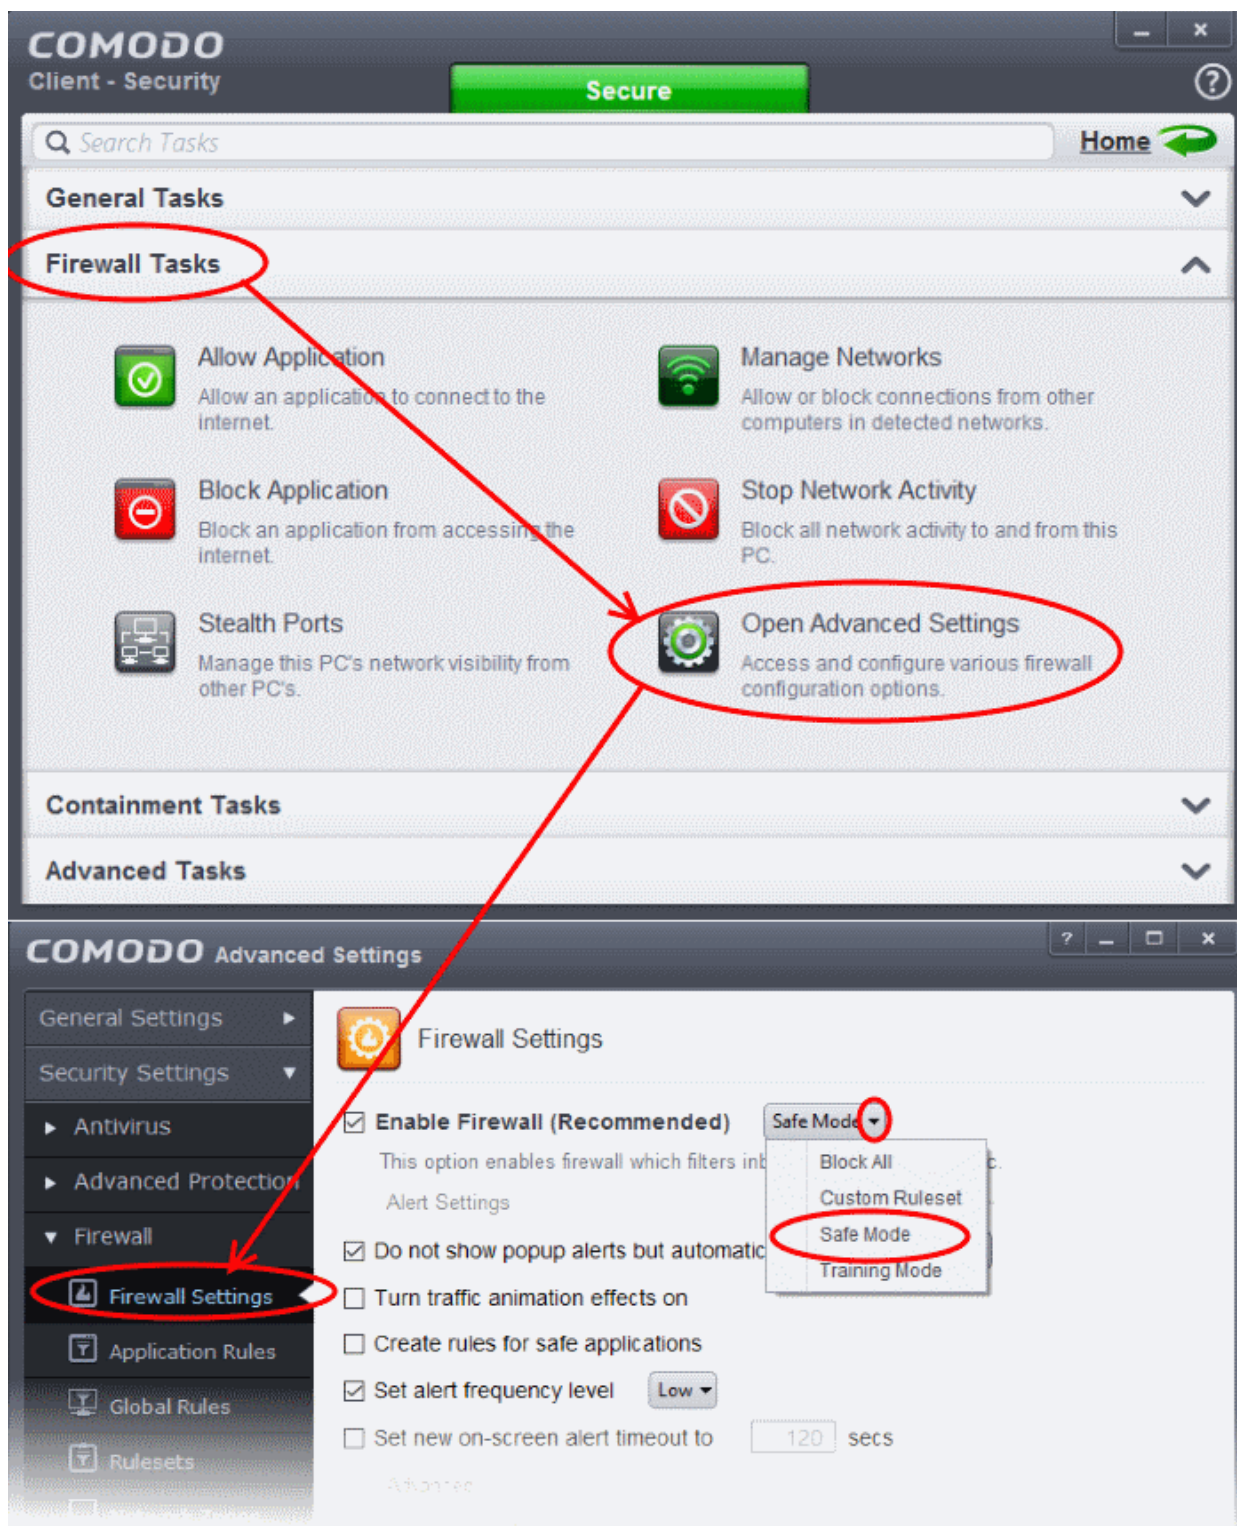 COMODO
Client - Security
Secure
Search Tasks
Home
General Tasks
Firewall Tasks
Allow Application
Allow an application to connect to the
internet.
Manage Networks
Allow or block connections from other
computers in detected networks.
Block Application
Block an application from accessing the
internet.
Stop Network Activity
Block all network activity to and from this
PC.
Stealth Ports
Manage this PC's network visibility from
other PC's.
Open Advanced Settings
Access and configure various firewall
configuration options.
Containment Tasks
Advanced Tasks
COMODO Advanced Settings
?
General Settings
Security Settings
Antivirus
Advanced Protection
Firewall
Firewall Settings
Application Rules
Global Rules
Rulesets
Firewall Settings
Enable Firewall (Recommended)
Safe Mode
This option enables firewall which filters
Block All
Custom Ruleset
Safe Mode
Training Mode
Alert Settings
Do not show popup alerts but
Turn traffic animation effects on
Create rules for safe applications
Set alert frequency level Low
Set new on-screen alert timeout to 120 secs
Advanced